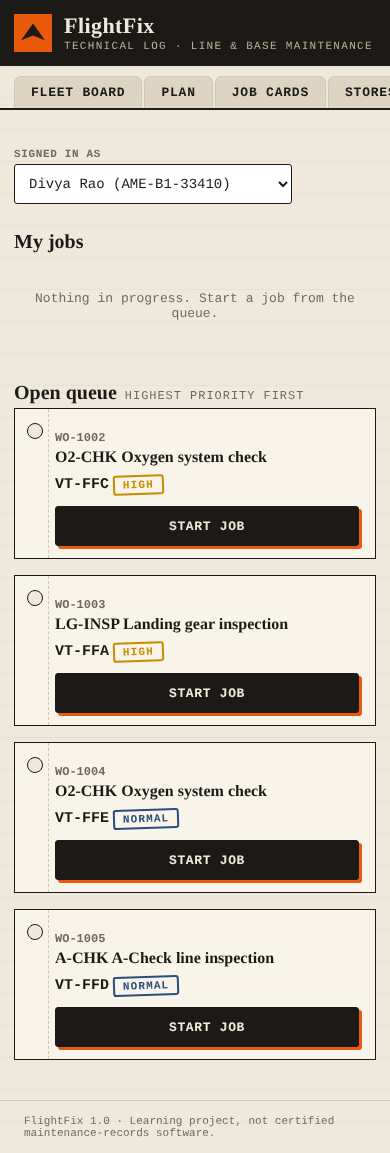 FlightFix
TECHNICAL LOG · LINE & BASE MAINTENANCE
FLEET BOARD
PLAN
JOB CARDS
STORES
SIGNED IN AS
Divya Rao (AME-B1-33410)
My jobs
Nothing in progress. Start a job from the
queue.
Open queue HIGHEST PRIORITY FIRST
WO-1002
O2-CHK Oxygen system check
VT-FFC HIGH
START JOB
WO-1003
LG-INSP Landing gear inspection
VT-FFA HIGH
START JOB
WO-1004
O2-CHK Oxygen system check
VT-FFE NORMAL
START JOB
WO-1005
A-CHK A-Check line inspection
VT-FFD NORMAL
START JOB
FlightFix 1.0 · Learning project, not certified
maintenance-records software.